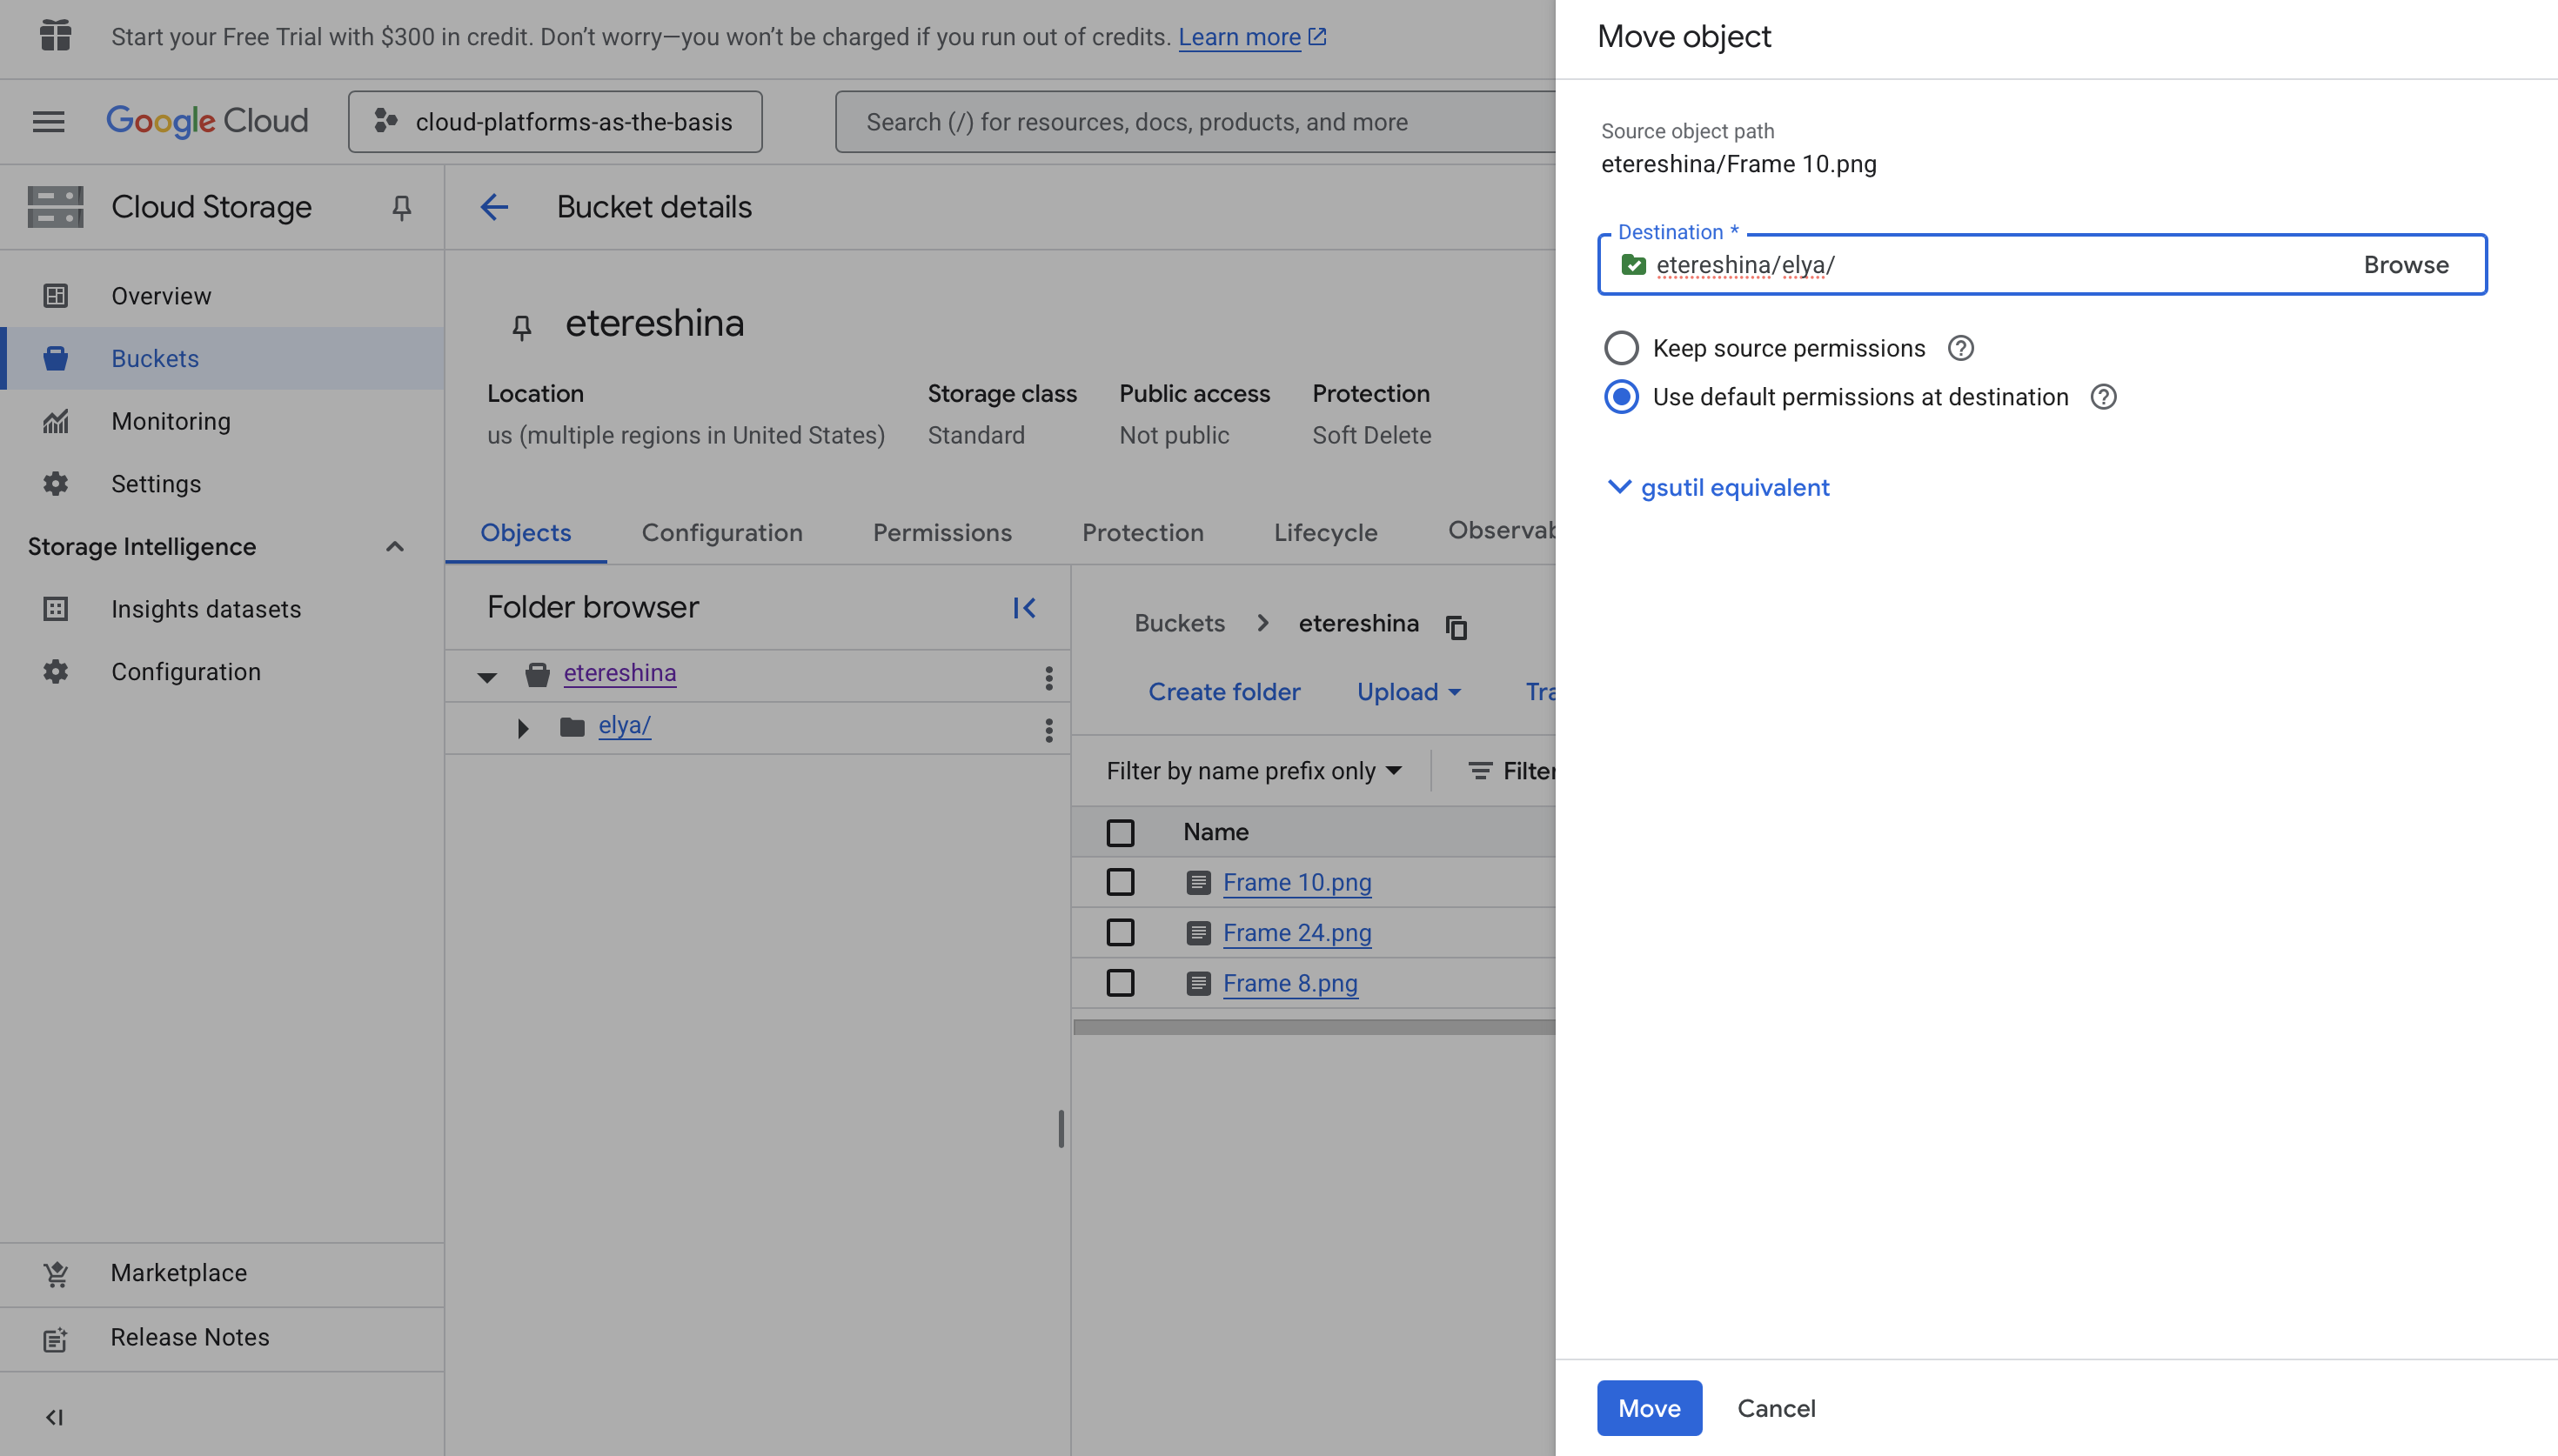 Start your Free Trial with $300 in credit. Don’t worry—you won’t be charged if you run out of credits. Learn more
Google Cloud
cloud-platforms-as-the-basis
Search (/) for resources, docs, products, and more
Cloud Storage
Overview
Buckets
Monitoring
Settings
Storage Intelligence
Insights datasets
Configuration
Marketplace
Release Notes
Bucket details
etereshina
Location Storage class Public access Protection
us (multiple regions in United States) Standard Not public Soft Delete
Objects Configuration Permissions Protection Lifecycle Observab
Folder browser
etereshina
elya/
Buckets > etereshina
Create folder Upload Tra
Filter by name prefix only Filter
Name
Frame 10.png
Frame 24.png
Frame 8.png
Move object
Source object path
etereshina/Frame 10.png
Destination *
etereshina/elya/ Browse
Keep source permissions
Use default permissions at destination
gsutil equivalent
Move Cancel